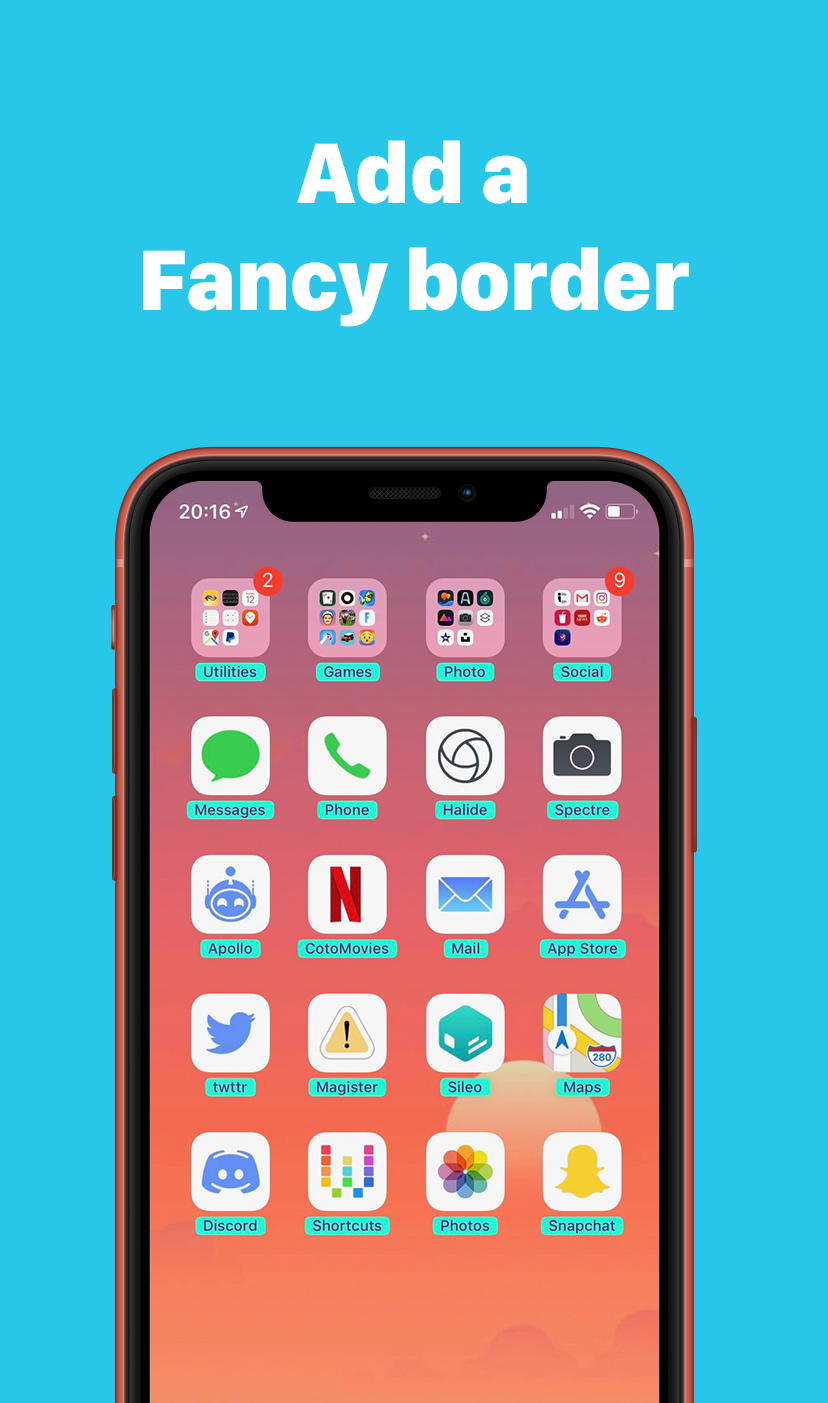 Add a
Fancy border
20:16
2
9
12
Utilities
Games
Photo
Social
Messages
Phone
Halide
Spectre
Apollo
CotoMovies
Mail
App Store
280
twttr
Magister
Sileo
Maps
Discord
Shortcuts
Photos
Snapchat